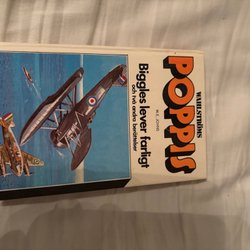 WAHLSTRÖMS
POPPIS
W.E. JOHNS
Biggles lever farligt
och två andra berättelser